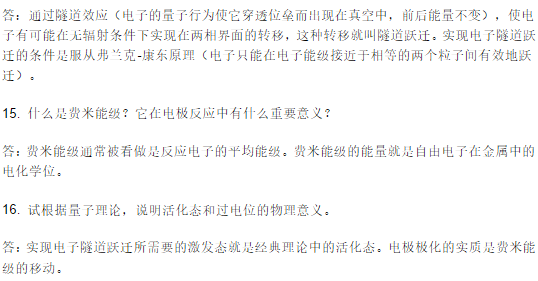 答：通过隧道效应（电子的量子行为使它穿透位垒而出现在真空中，前后能量不变），使电
子有可能在无辐射条件下实现在两相界面的转移，这种转移就叫隧道跃迁。实现电子隧道跃
迁的条件是服从弗兰克-康东原理（电子只能在电子能级接近于相等的两个粒子间有效地跃
迁）。
15. 什么是费米能级？它在电极反应中有什么重要意义？
答：费米能级通常被看做是反应电子的平均能级。费米能级的能量就是自由电子在金属中的
电化学位。
16. 试根据量子理论，说明活化态和过电位的物理意义。
答：实现电子隧道跃迁所需要的激发态就是经典理论中的活化态。电极极化的实质是费米能
级的移动。